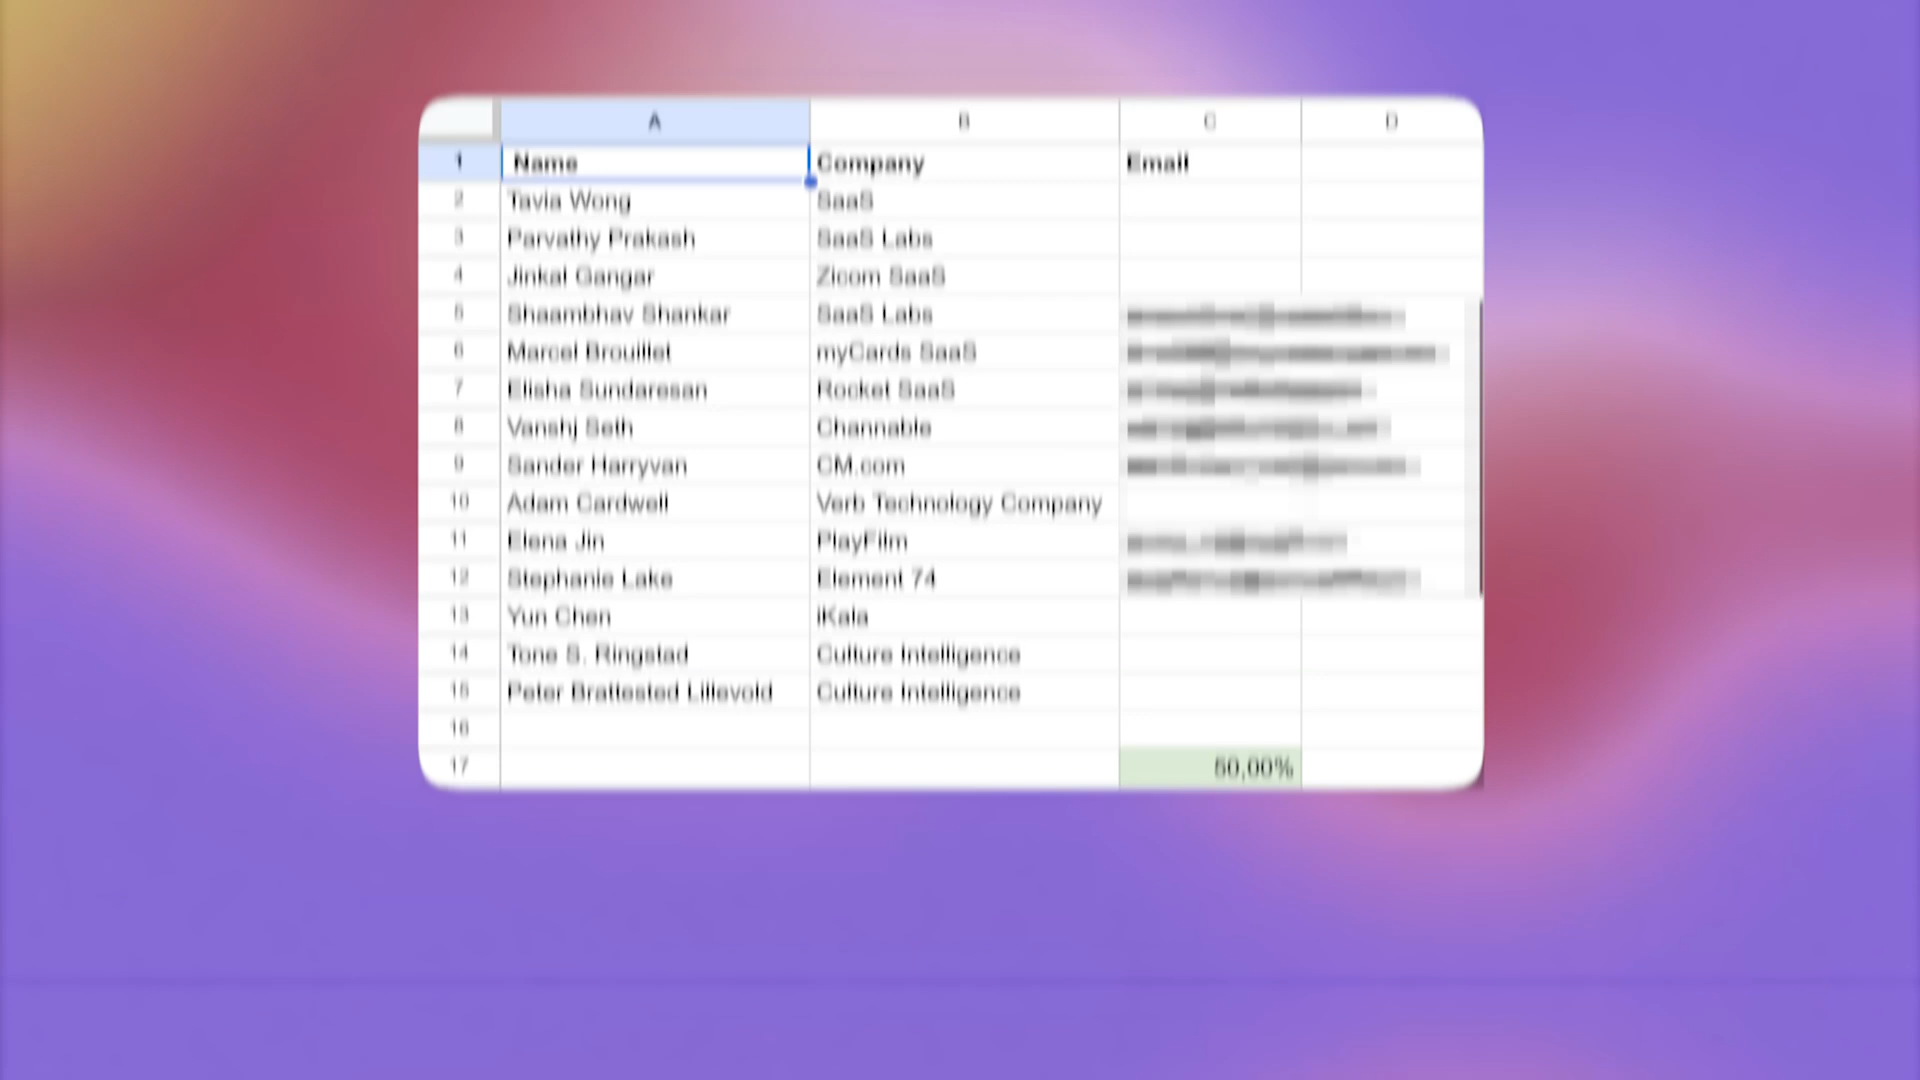 A B C D
1 Name Company Email
2 Tavia Wong SaaS
3 Parvathy Prakash SaaS Labs
4 Jinkal Gangar Zicom SaaS
5 Shaambhav Shankar SaaS Labs
6 Marcel Brouillet myCards SaaS
7 Elisha Sundaresan Rocket SaaS
8 Vanshj Seth Channable
9 Sander Harryvan CM.com
10 Adam Cardwell Verb Technology Company
11 Elena Jin PlayFilm
12 Stephanie Lake Element 74
13 Yun Chen iKala
14 Tone S. Ringstad Culture Intelligence
15 Peter Brattested Lillevold Culture Intelligence
16
17 50,00%